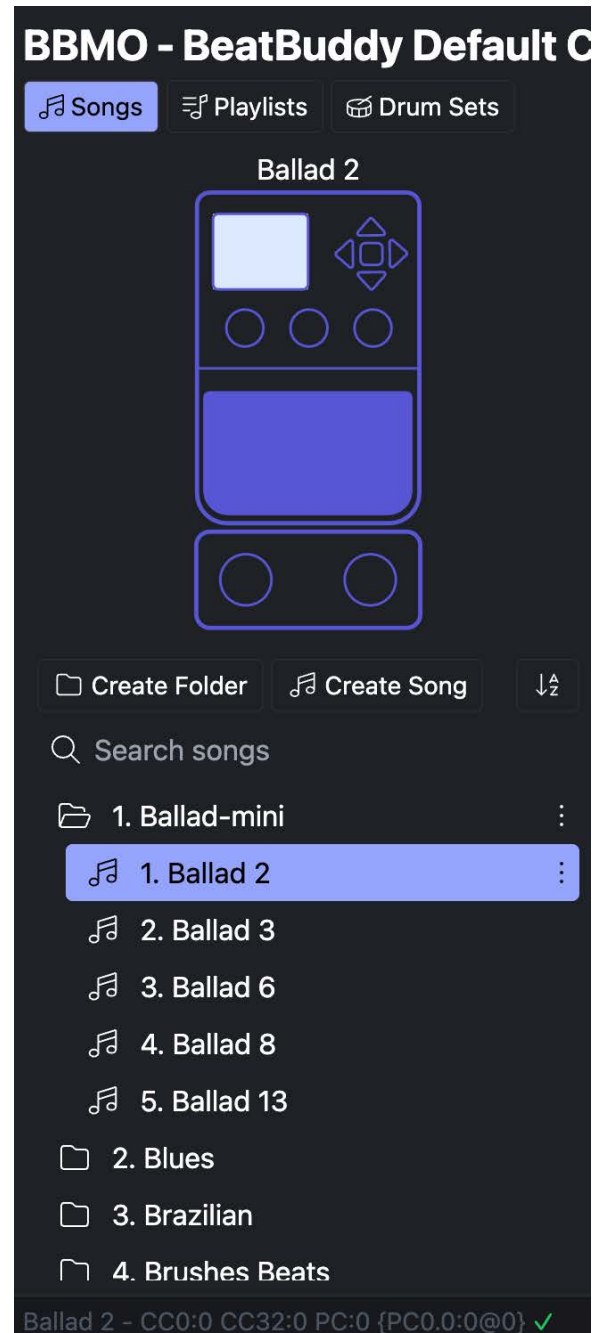 BBMO - BeatBuddy Default C
Songs Playlists Drum Sets
Ballad 2
Create Folder Create Song
Search songs
1. Ballad-mini
1. Ballad 2
2. Ballad 3
3. Ballad 6
4. Ballad 8
5. Ballad 13
2. Blues
3. Brazilian
4. Brushes Beats
Ballad 2 - CC0:0 CC32:0 PC:0 {PC0.0:0@0}